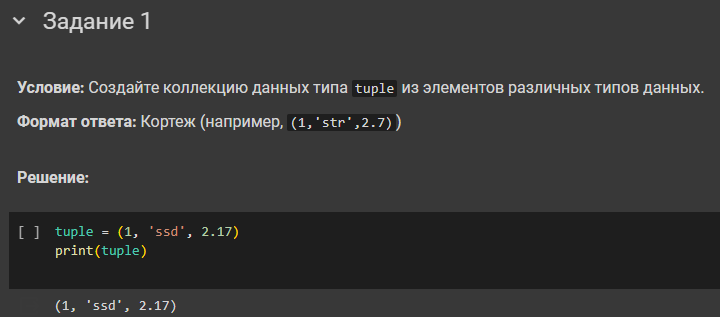 Задание 1
Условие: Создайте коллекцию данных типа tuple из элементов различных типов данных.
Формат ответа: Кортеж (например, (1,'str',2.7))
Решение:
[ ] tuple = (1, 'ssd', 2.17)
print(tuple)
(1, 'ssd', 2.17)